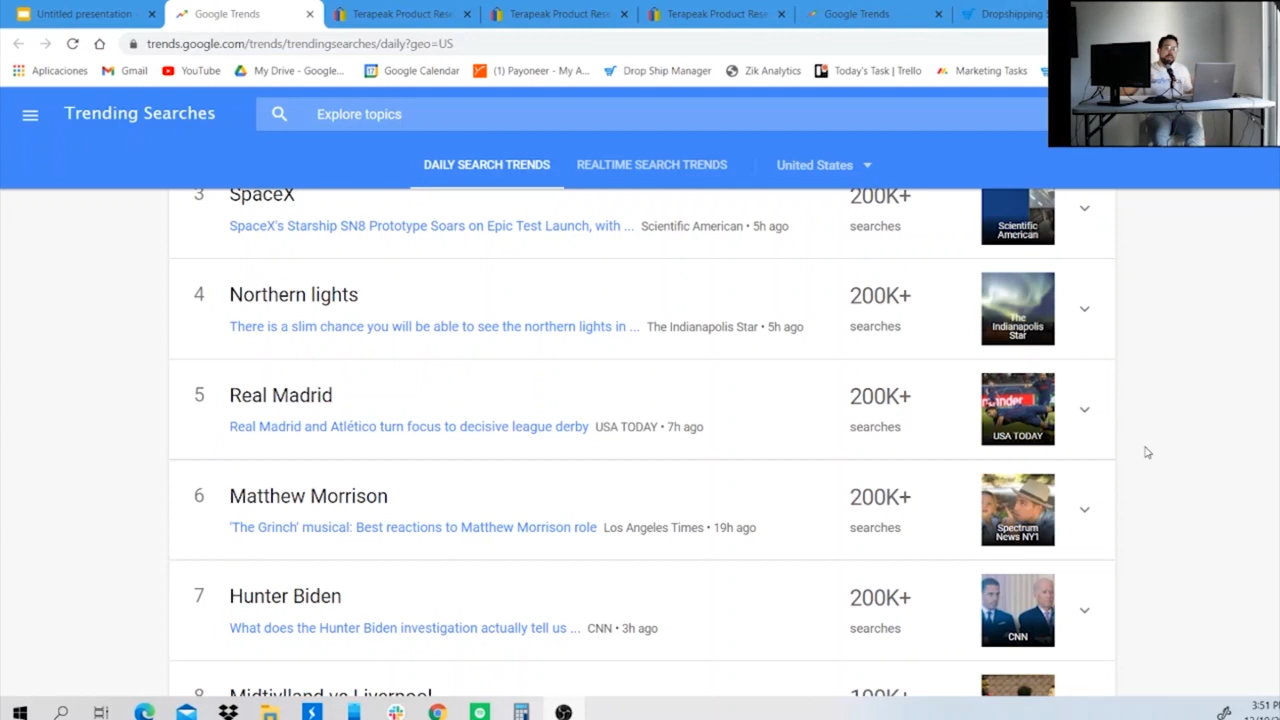 Untitled presentation
Google Trends
Terapeak Product Rese
Terapeak Product Rese
Terapeak Product Rese
Google Trends
Dropshipping
trends.google.com/trends/trendingsearches/daily?geo=US
Aplicaciones
Gmail
YouTube
My Drive - Google...
Google Calendar
(1) Payoneer - My A...
Drop Ship Manager
Zik Analytics
Today's Task | Trello
Marketing Tasks
Trending Searches
Explore topics
DAILY SEARCH TRENDS
REALTIME SEARCH TRENDS
United States
3 SpaceX 200K+
SpaceX's Starship SN8 Prototype Soars on Epic Test Launch, with ... Scientific American • 5h ago searches
Scientific
American
4 Northern lights 200K+
There is a slim chance you will be able to see the northern lights in ... The Indianapolis Star • 5h ago searches
The
Indianapolis
Star
5 Real Madrid 200K+
Real Madrid and Atlético turn focus to decisive league derby USA TODAY • 7h ago searches
USA TODAY
6 Matthew Morrison 200K+
'The Grinch' musical: Best reactions to Matthew Morrison role Los Angeles Times • 19h ago searches
Spectrum
News NY1
7 Hunter Biden 200K+
What does the Hunter Biden investigation actually tell us ... CNN • 3h ago searches
CNN
8 Midtjylland vs Liverpool 100K+
3:51